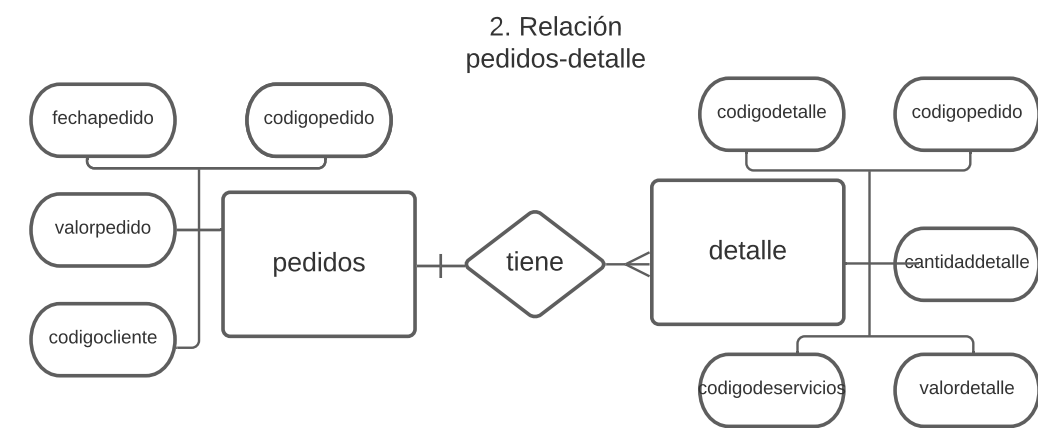 2. Relación
pedidos-detalle
fechapedido
codigopedido
valorpedido
codigocliente
pedidos
tiene
detalle
codigodetalle
codigopedido
cantidaddetalle
codigodeservicios
valordetalle